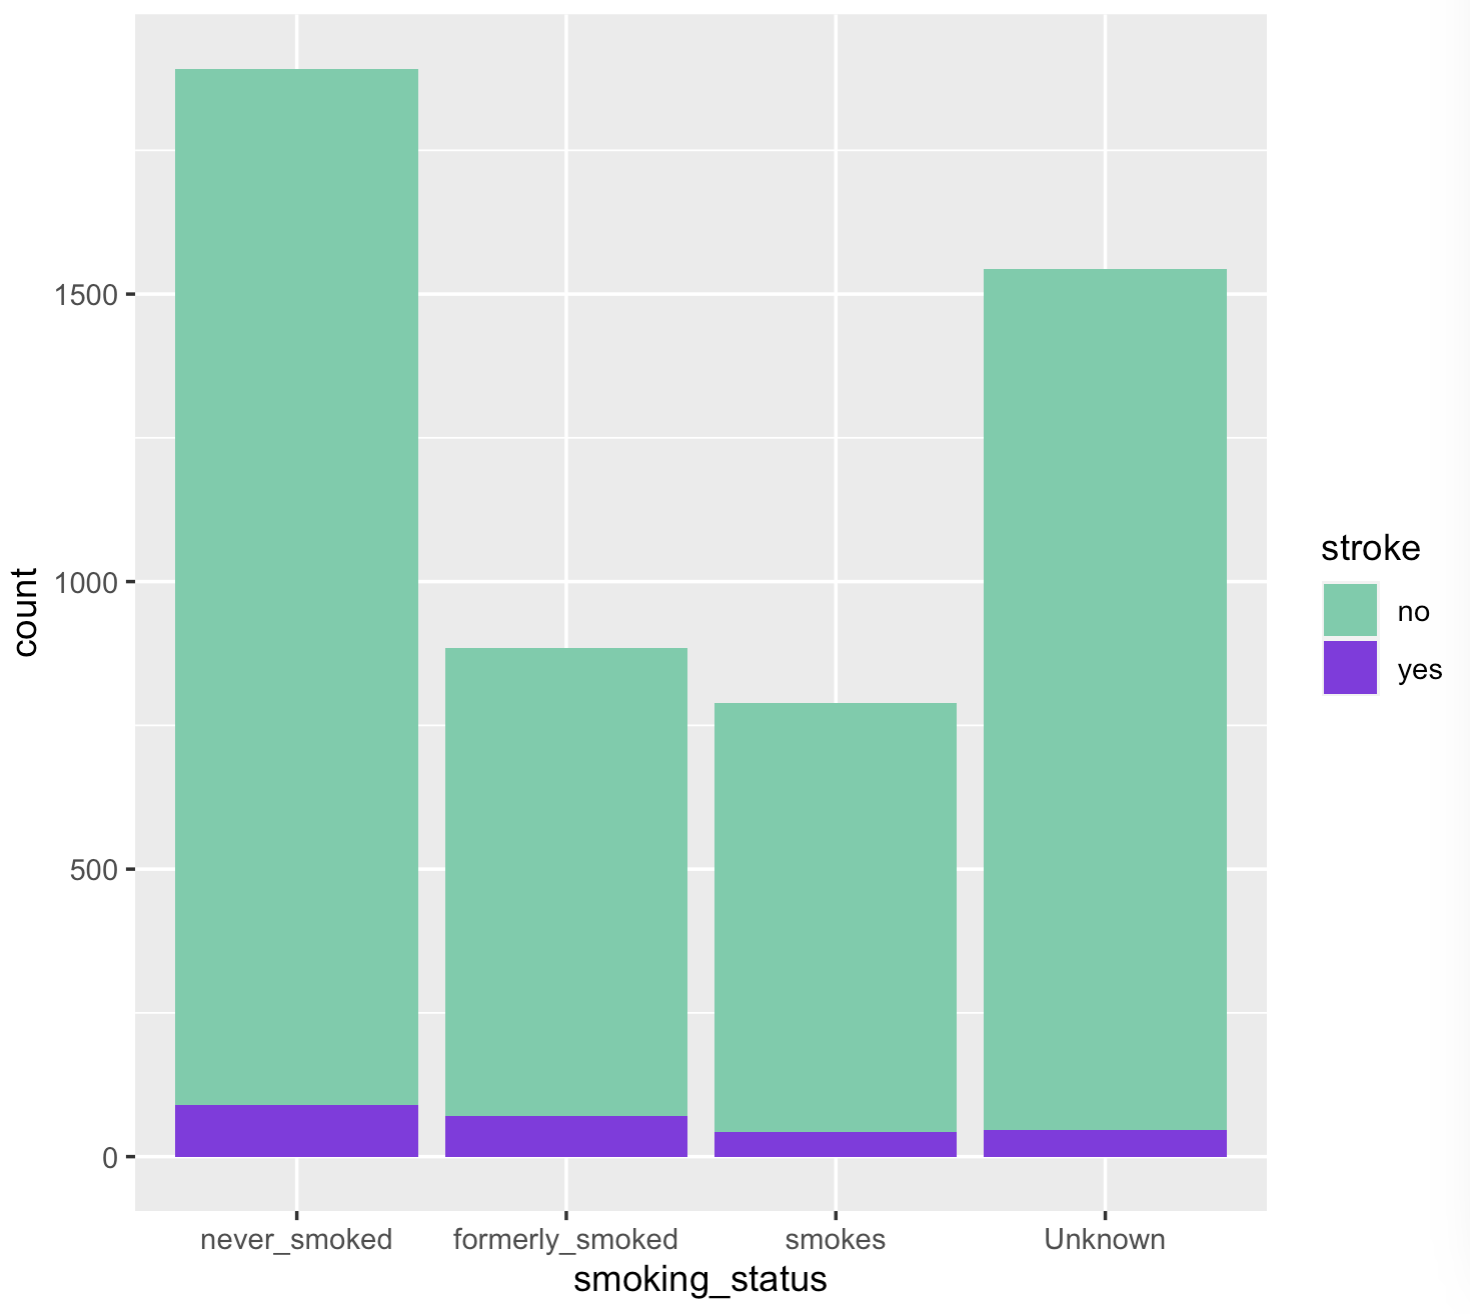 1500
1000
500
0
count
never_smoked formerly_smoked smokes Unknown
smoking_status
stroke
no
yes